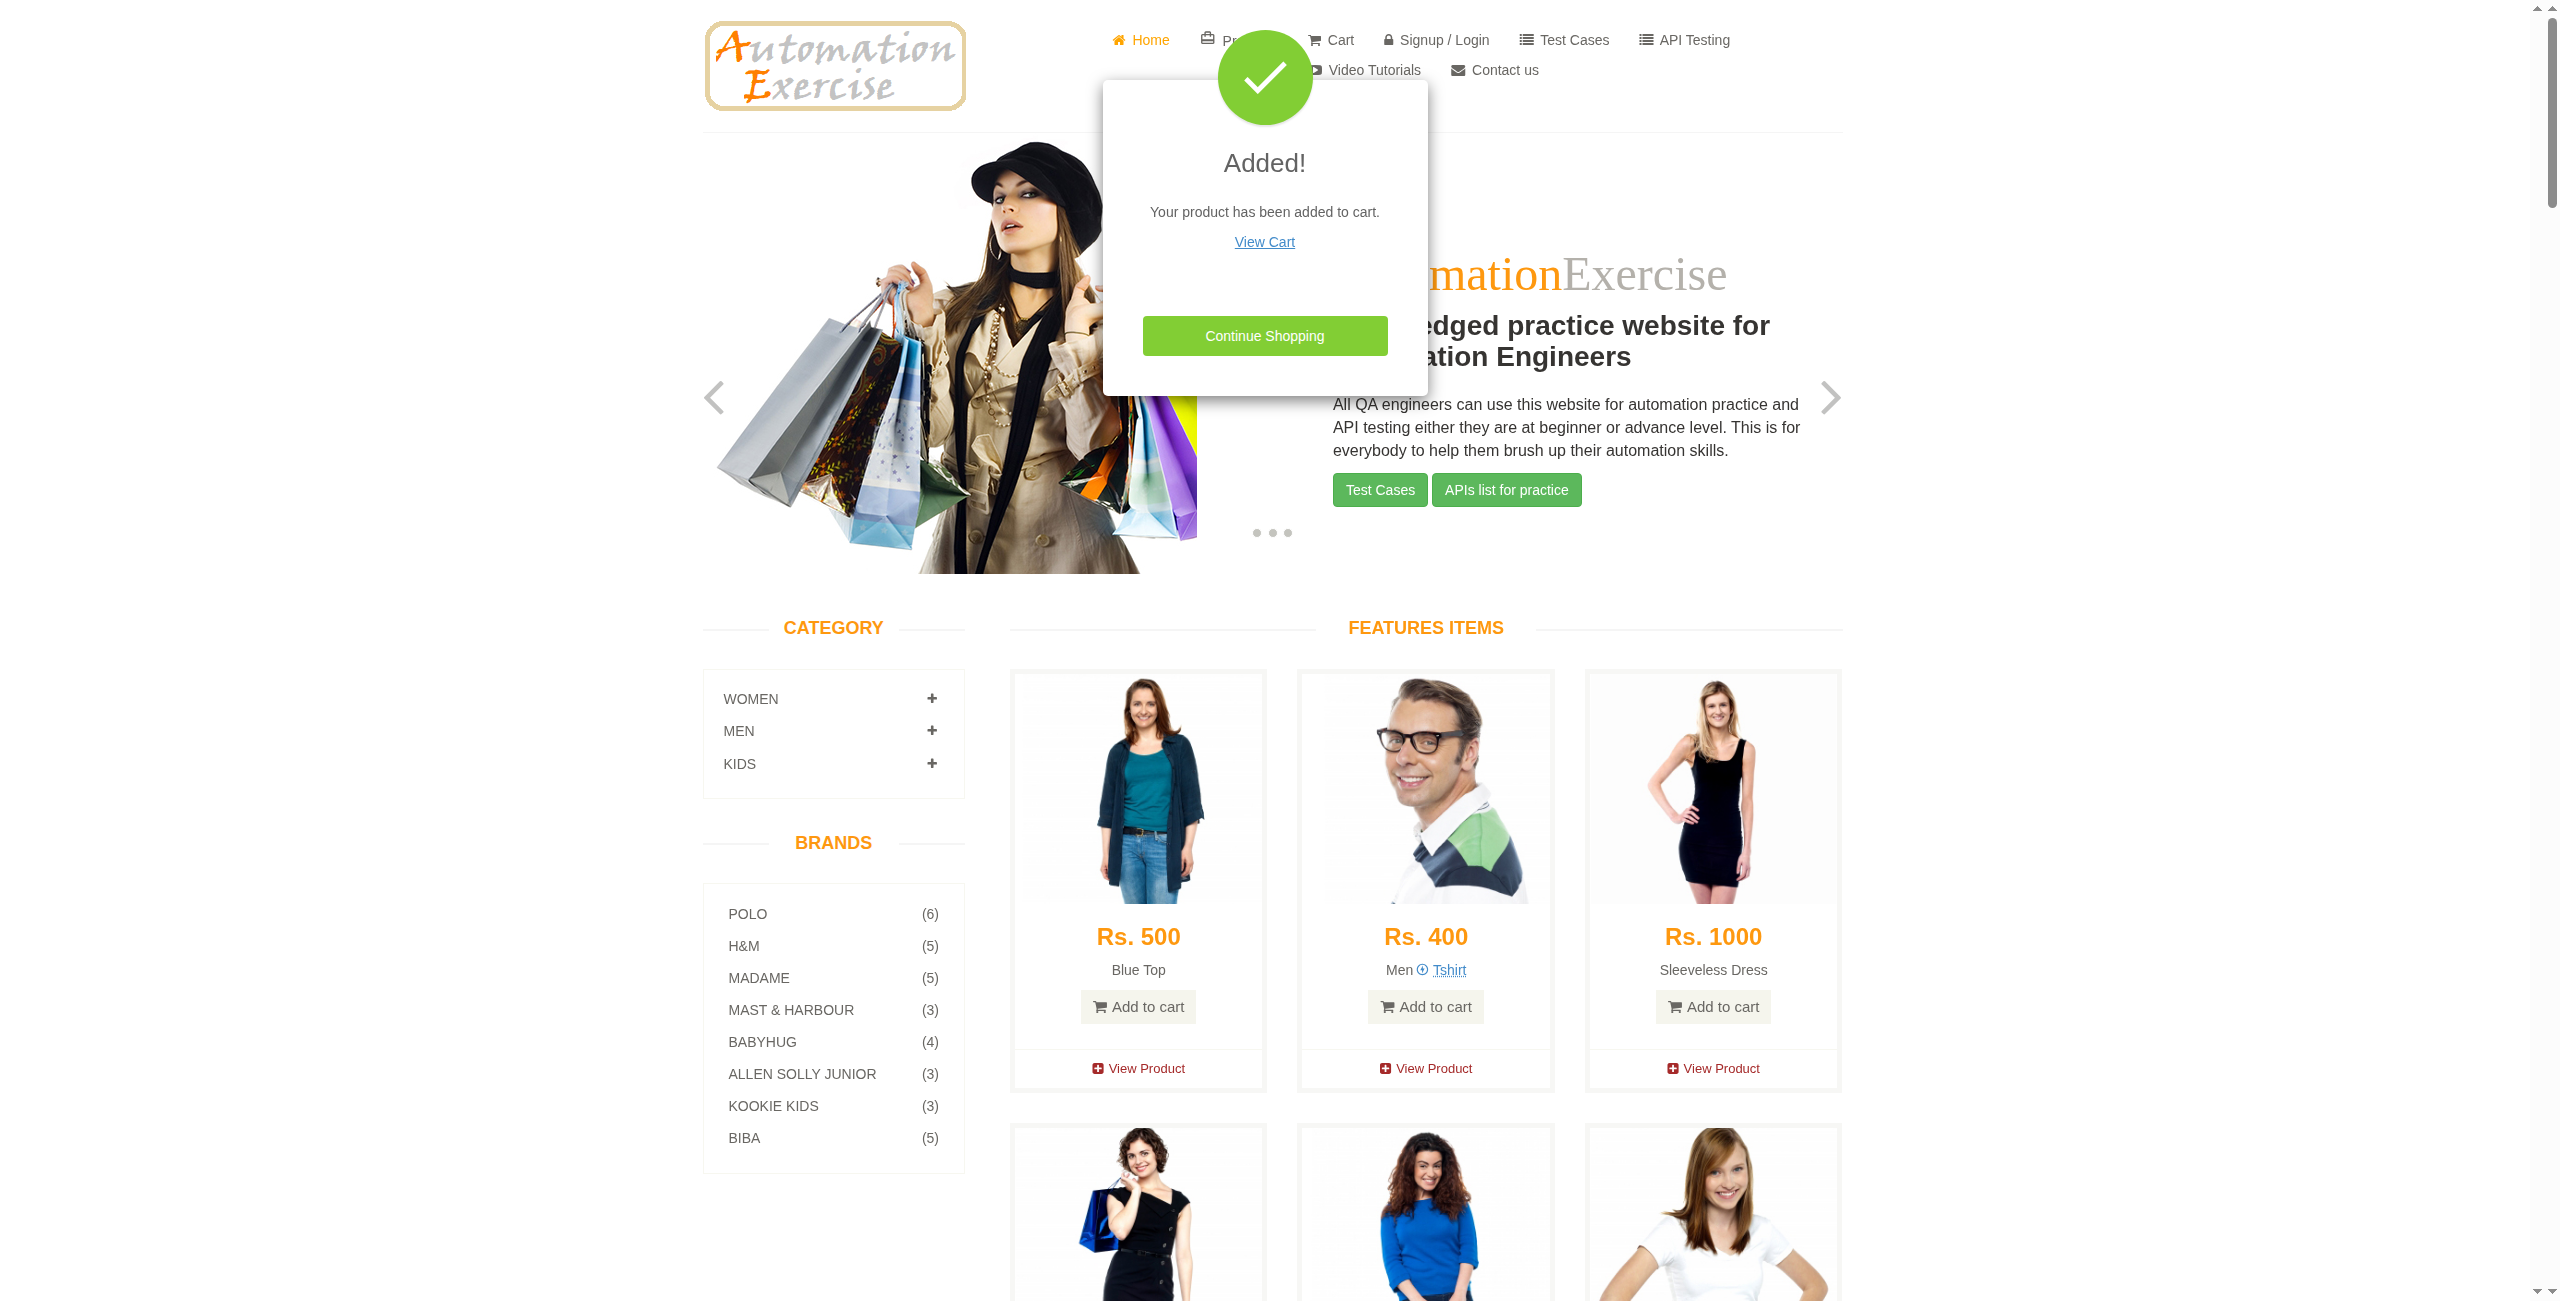 Automation
Exercise
Home
Cart
Signup / Login
Test Cases
API Testing
Video Tutorials
Contact us
Added!
Your product has been added to cart.
View Cart
Continue Shopping
mationExercise
edged practice website for
ation Engineers
All QA engineers can use this website for automation practice and
API testing either they are at beginner or advance level. This is for
everybody to help them brush up their automation skills.
Test Cases
APIs list for practice
CATEGORY
WOMEN
MEN
KIDS
BRANDS
POLO (6)
H&M (5)
MADAME (5)
MAST & HARBOUR (3)
BABYHUG (4)
ALLEN SOLLY JUNIOR (3)
KOOKIE KIDS (3)
BIBA (5)
FEATURES ITEMS
Rs. 500
Blue Top
Add to cart
View Product
Rs. 400
Men Tshirt
Add to cart
View Product
Rs. 1000
Sleeveless Dress
Add to cart
View Product